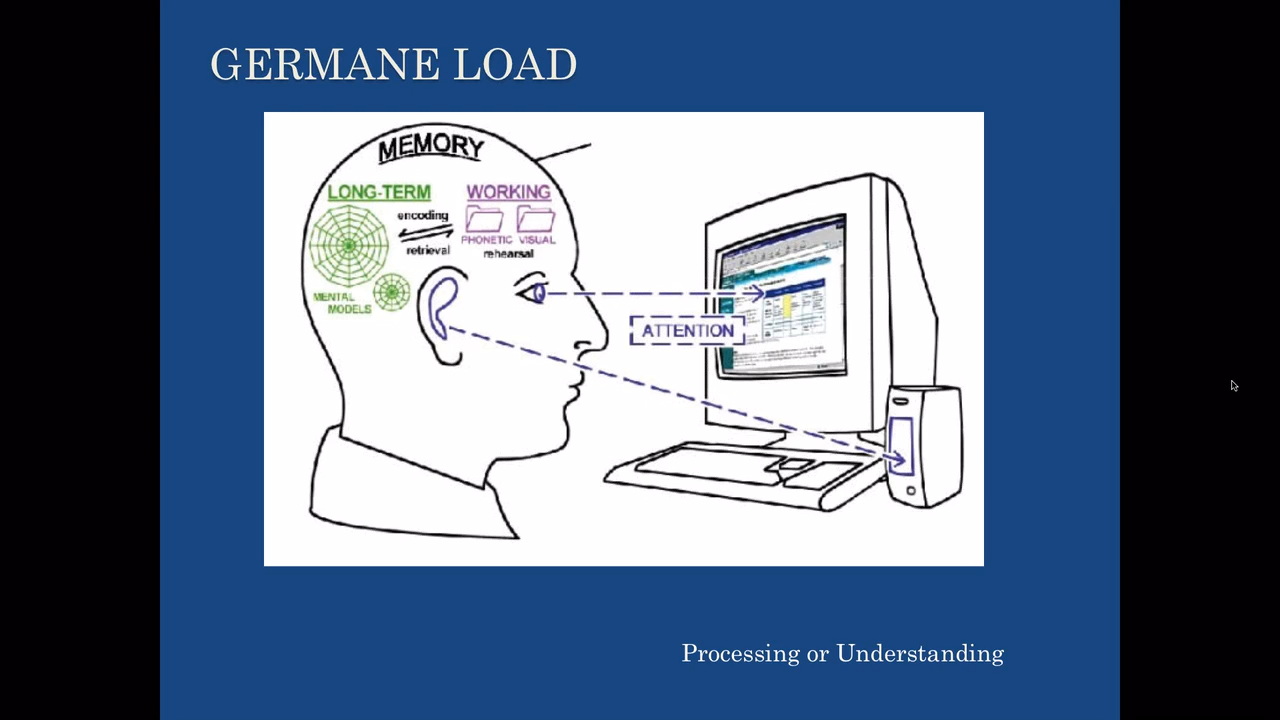 GERMANE LOAD
MEMORY
LONG-TERM
WORKING
encoding
retrieval
PHONETIC VISUAL
rehearsal
MENTAL
MODELS
ATTENTION
Processing or Understanding